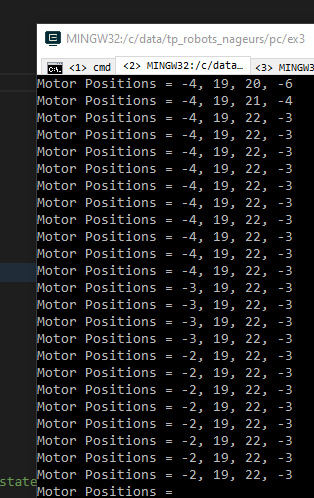 MINGW32:/c/data/tp_robots_nageurs/pc/ex3
<1> cmd
<2> MINGW32:/c/data...
<3> MINGW3
Motor Positions = -4, 19, 20, -6
Motor Positions = -4, 19, 21, -4
Motor Positions = -4, 19, 22, -3
Motor Positions = -4, 19, 22, -3
Motor Positions = -4, 19, 22, -3
Motor Positions = -4, 19, 22, -3
Motor Positions = -4, 19, 22, -3
Motor Positions = -4, 19, 22, -3
Motor Positions = -4, 19, 22, -3
Motor Positions = -4, 19, 22, -3
Motor Positions = -4, 19, 22, -3
Motor Positions = -4, 19, 22, -3
Motor Positions = -3, 19, 22, -3
Motor Positions = -3, 19, 22, -3
Motor Positions = -3, 19, 22, -3
Motor Positions = -3, 19, 22, -3
Motor Positions = -2, 19, 22, -3
Motor Positions = -2, 19, 22, -3
Motor Positions = -2, 19, 22, -3
Motor Positions = -2, 19, 22, -3
Motor Positions = -2, 19, 22, -3
Motor Positions = -2, 19, 22, -3
Motor Positions = -2, 19, 22, -3
state
Motor Positions = -2, 19, 22, -3
Motor Positions =